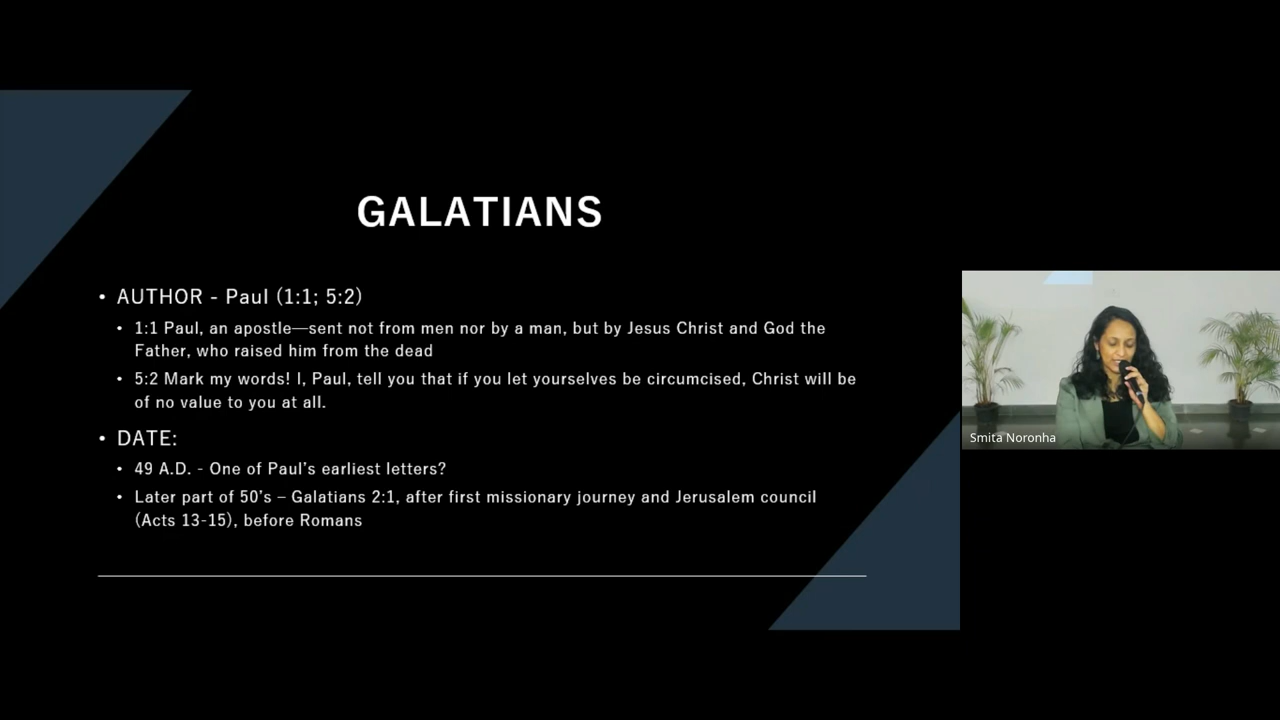 GALATIANS
• AUTHOR - Paul (1:1; 5:2)
• 1:1 Paul, an apostle—sent not from men nor by a man, but by Jesus Christ and God the
Father, who raised him from the dead
• 5:2 Mark my words! I, Paul, tell you that if you let yourselves be circumcised, Christ will be
of no value to you at all.
• DATE:
• 49 A.D. - One of Paul's earliest letters?
• Later part of 50's – Galatians 2:1, after first missionary journey and Jerusalem council
(Acts 13-15), before Romans
Smita Noronha